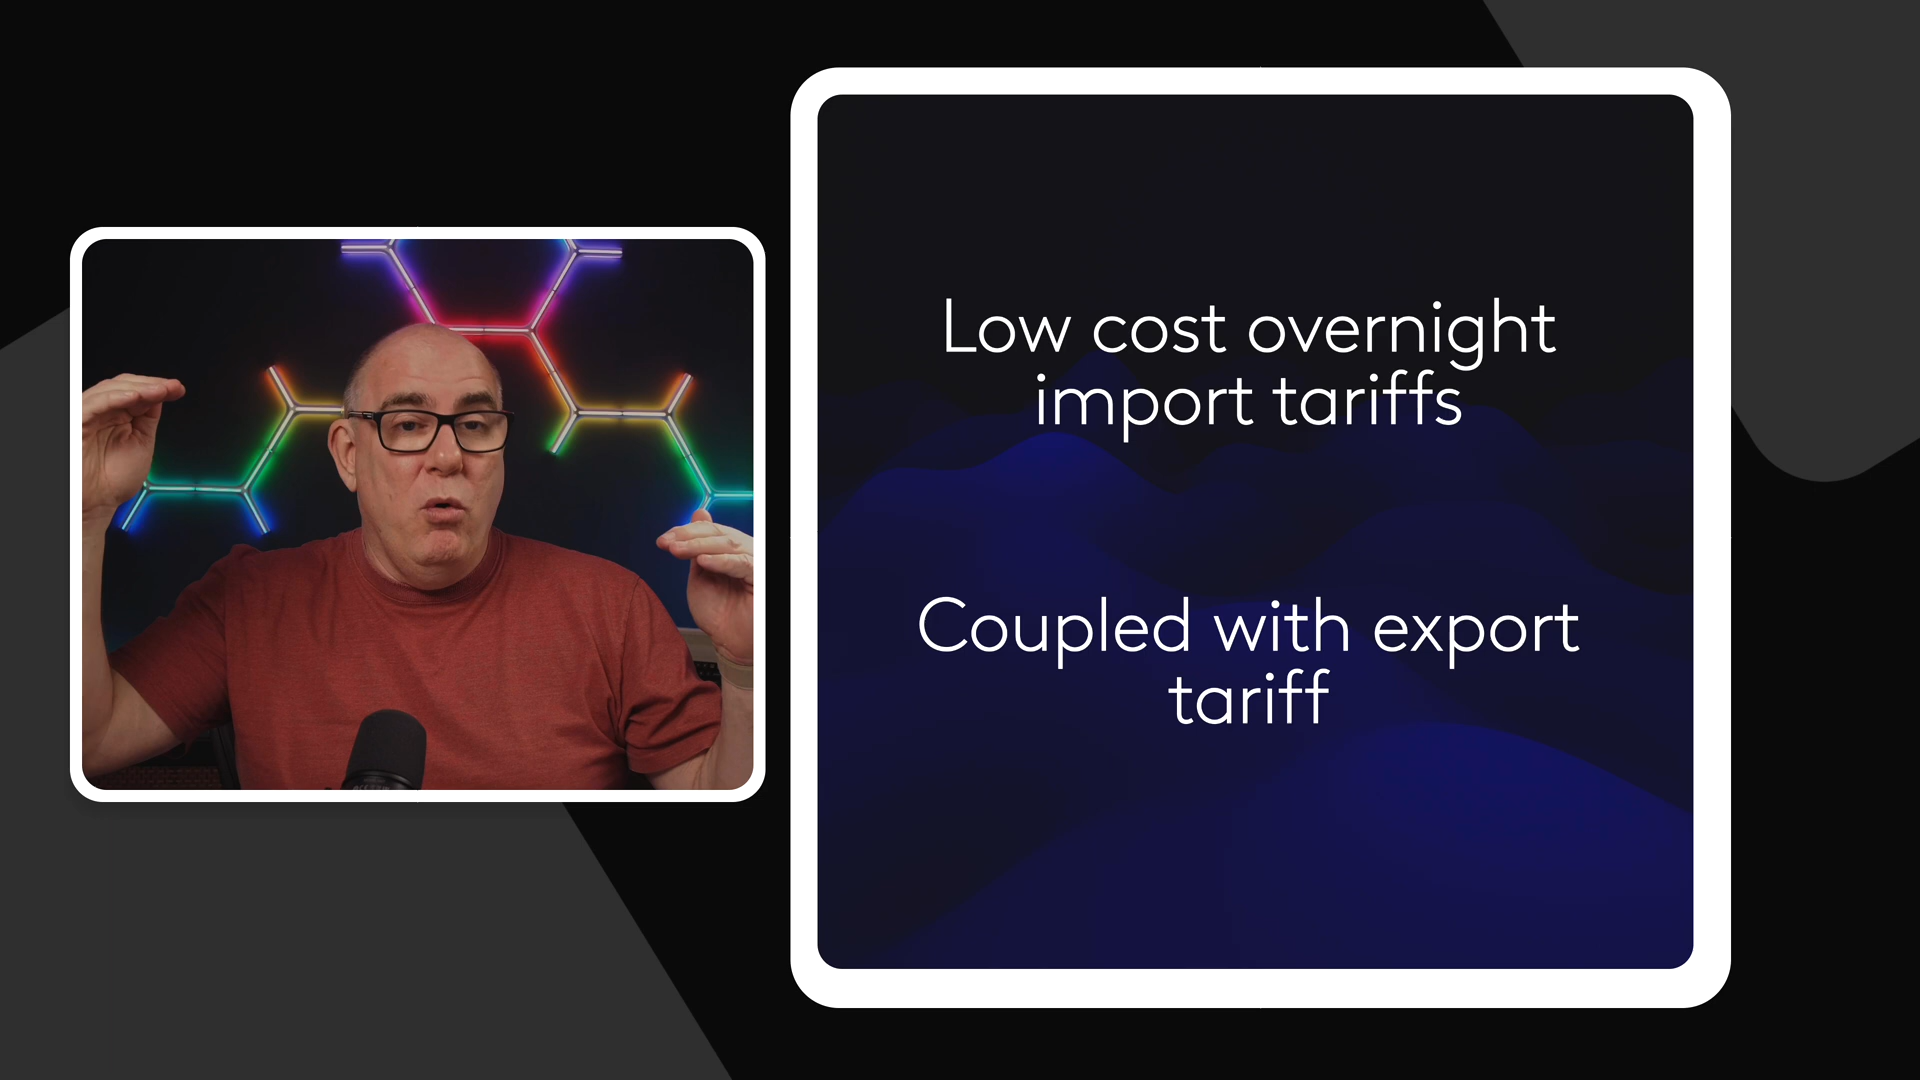 Low cost overnight
import tariffs
Coupled with export
tariff